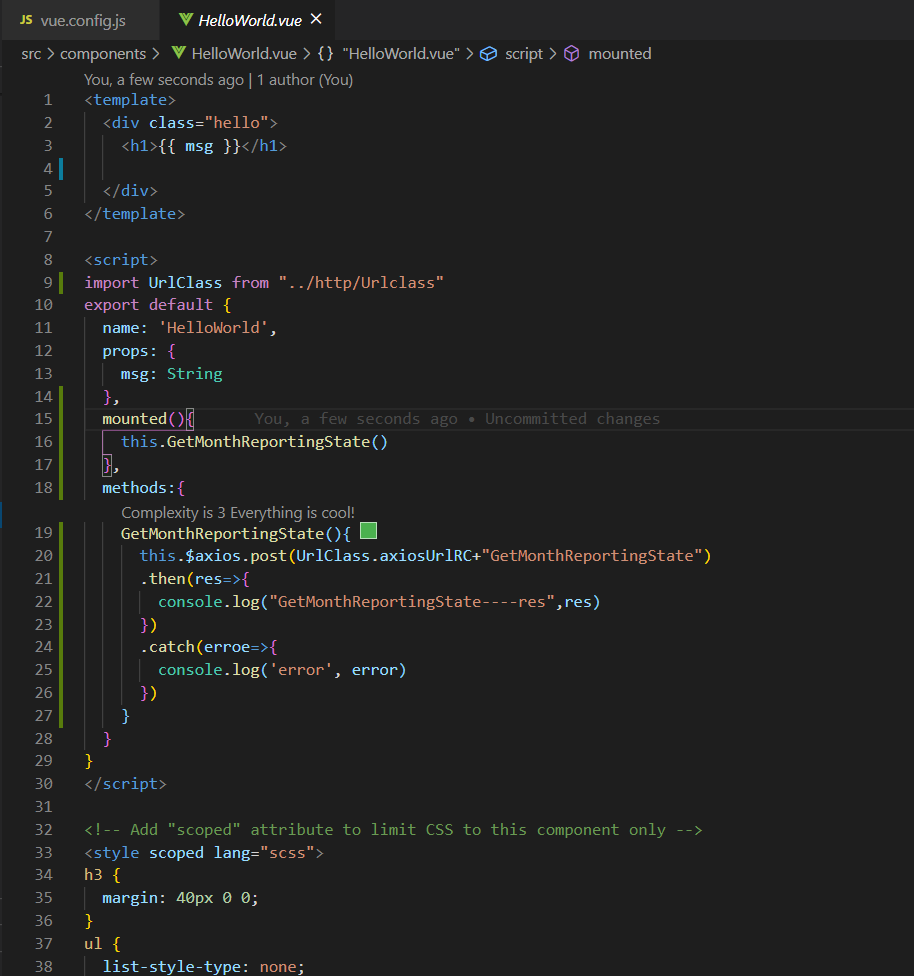 JS vue.config.js HelloWorld.vue ×
src > components > HelloWorld.vue > {} "HelloWorld.vue" > script > mounted
You, a few seconds ago | 1 author (You)
1 <template>
2 <div class="hello">
3 <h1>{{ msg }}</h1>
4
5 </div>
6 </template>
7
8 <script>
9 import UrlClass from "../http/Urlclass"
10 export default {
11 name: 'HelloWorld',
12 props: {
13 msg: String
14 },
15 mounted(){ You, a few seconds ago • Uncommitted changes
16 this.GetMonthReportingState()
17 },
18 methods:{
Complexity is 3 Everything is cool!
19 GetMonthReportingState(){
20 this.$axios.post(UrlClass.axiosUrlRC+"GetMonthReportingState")
21 .then(res=>{
22 console.log("GetMonthReportingState----res",res)
23 })
24 .catch(erroe=>{
25 console.log('error', error)
26 })
27 }
28 }
29 }
30 </script>
31
32 <!-- Add "scoped" attribute to limit CSS to this component only -->
33 <style scoped lang="scss">
34 h3 {
35 margin: 40px 0 0;
36 }
37 ul {
38 list-style-type: none;